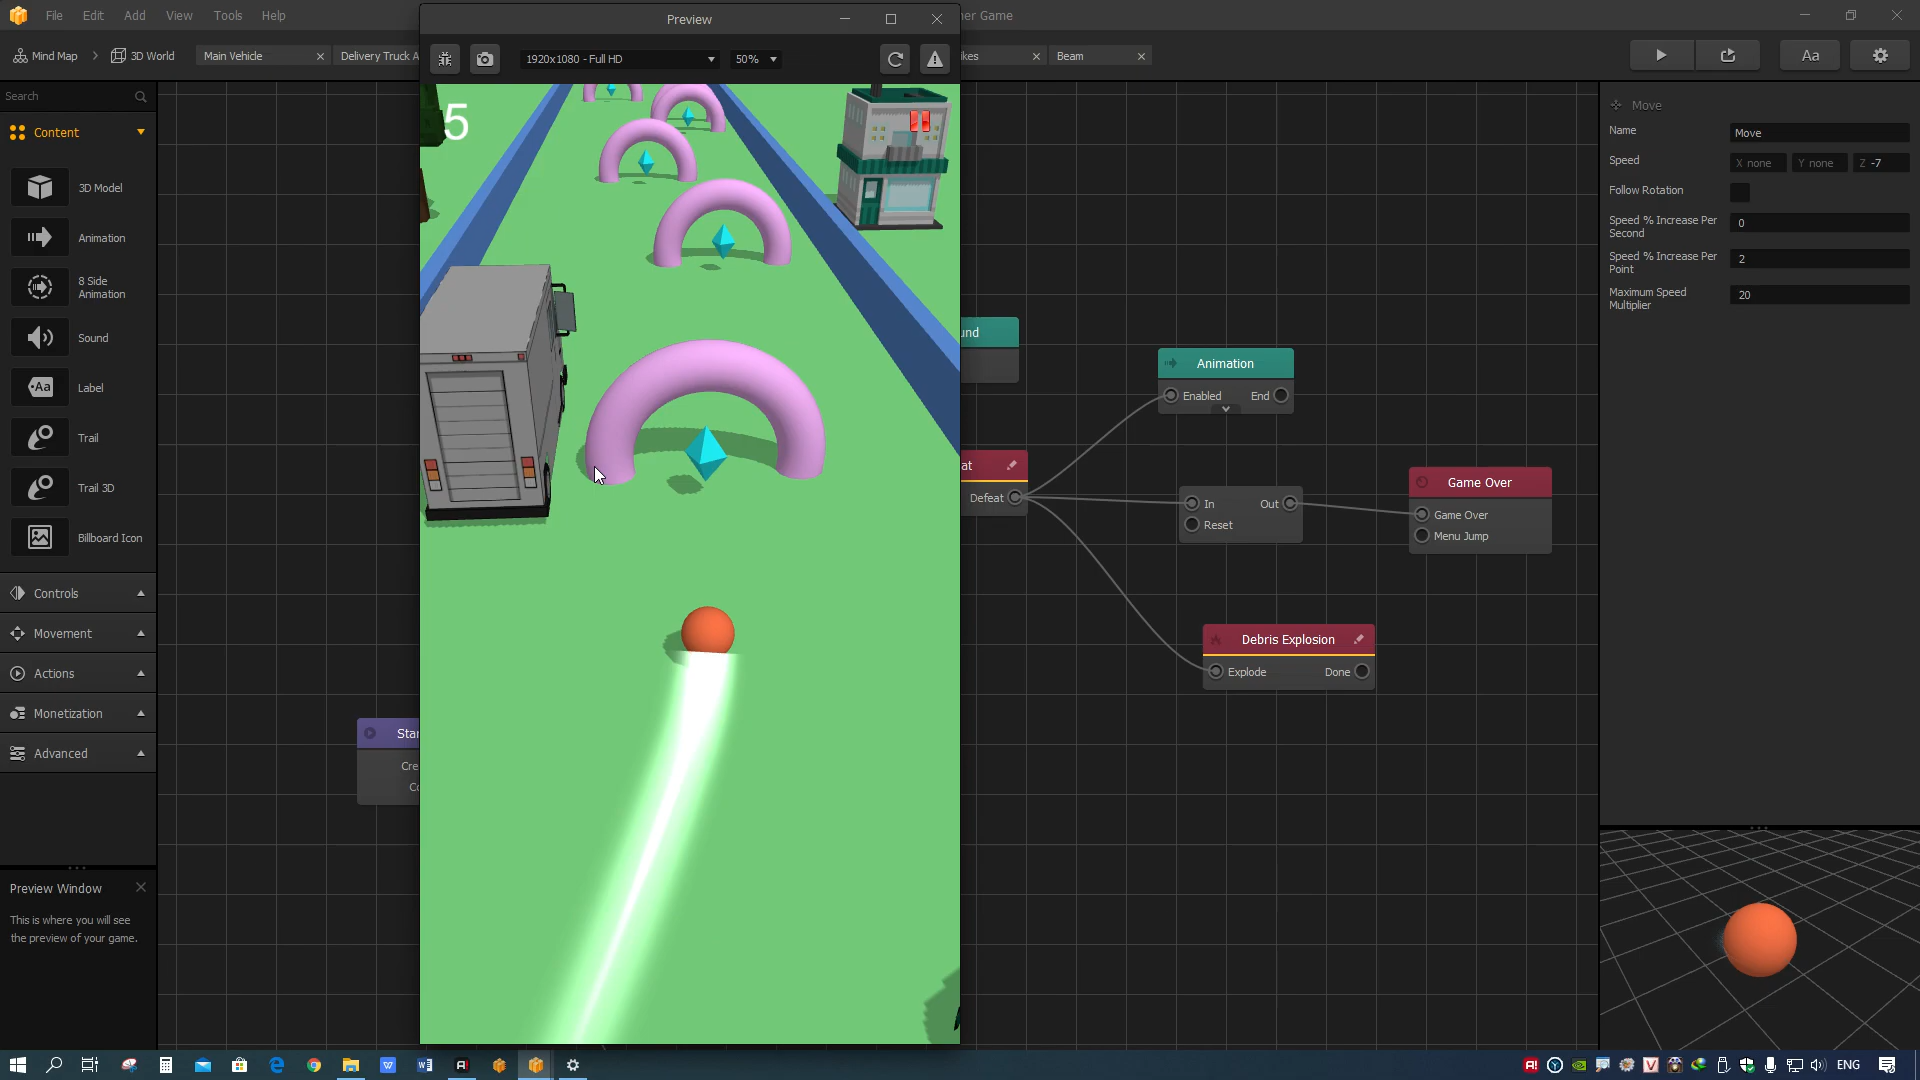 File Edit View Tools Help
Preview
ner Game
Mind Map
3D World
Main Vehicle
Delivery Truck A
1920x1080 - Full HD
50%
kes
Beam
Aa
Search
Content
3D Model
Animation
8 Side
Animation
Sound
Aa
Label
Trail
Trail 3D
Billboard Icon
Controls
Movement
Actions
Monetization
Advanced
Preview Window
This is where you will see
the preview of your game.
5
Star
Cre
Co
und
at
Defeat
Animation
Enabled End
In Out
Reset
Game Over
Game Over
Menu Jump
Debris Explosion
Explode Done
Move
Name Move
Speed X none Y none Z -7
Follow Rotation
Speed % Increase Per
Second
0
Speed % Increase Per
Point
2
Maximum Speed
Multiplier
20
ENG